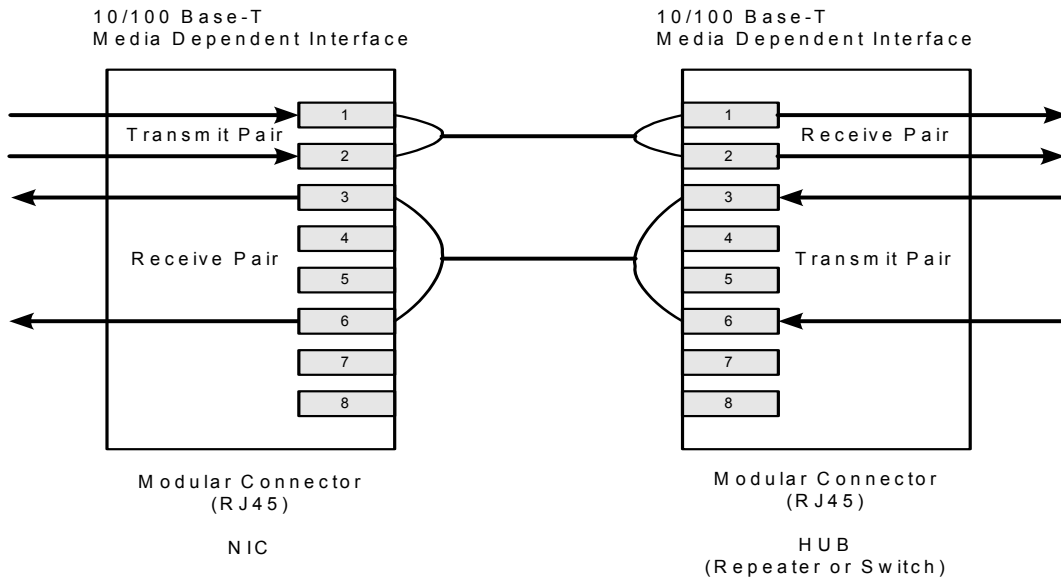 10/100 Base-T
Media Dependent Interface
10/100 Base-T
Media Dependent Interface
1
Transmit Pair
2
3
4
Receive Pair
5
6
7
8
1
Receive Pair
2
3
4
Transmit Pair
5
6
7
8
Modular Connector
(RJ45)
NIC
Modular Connector
(RJ45)
HUB
(Repeater or Switch)